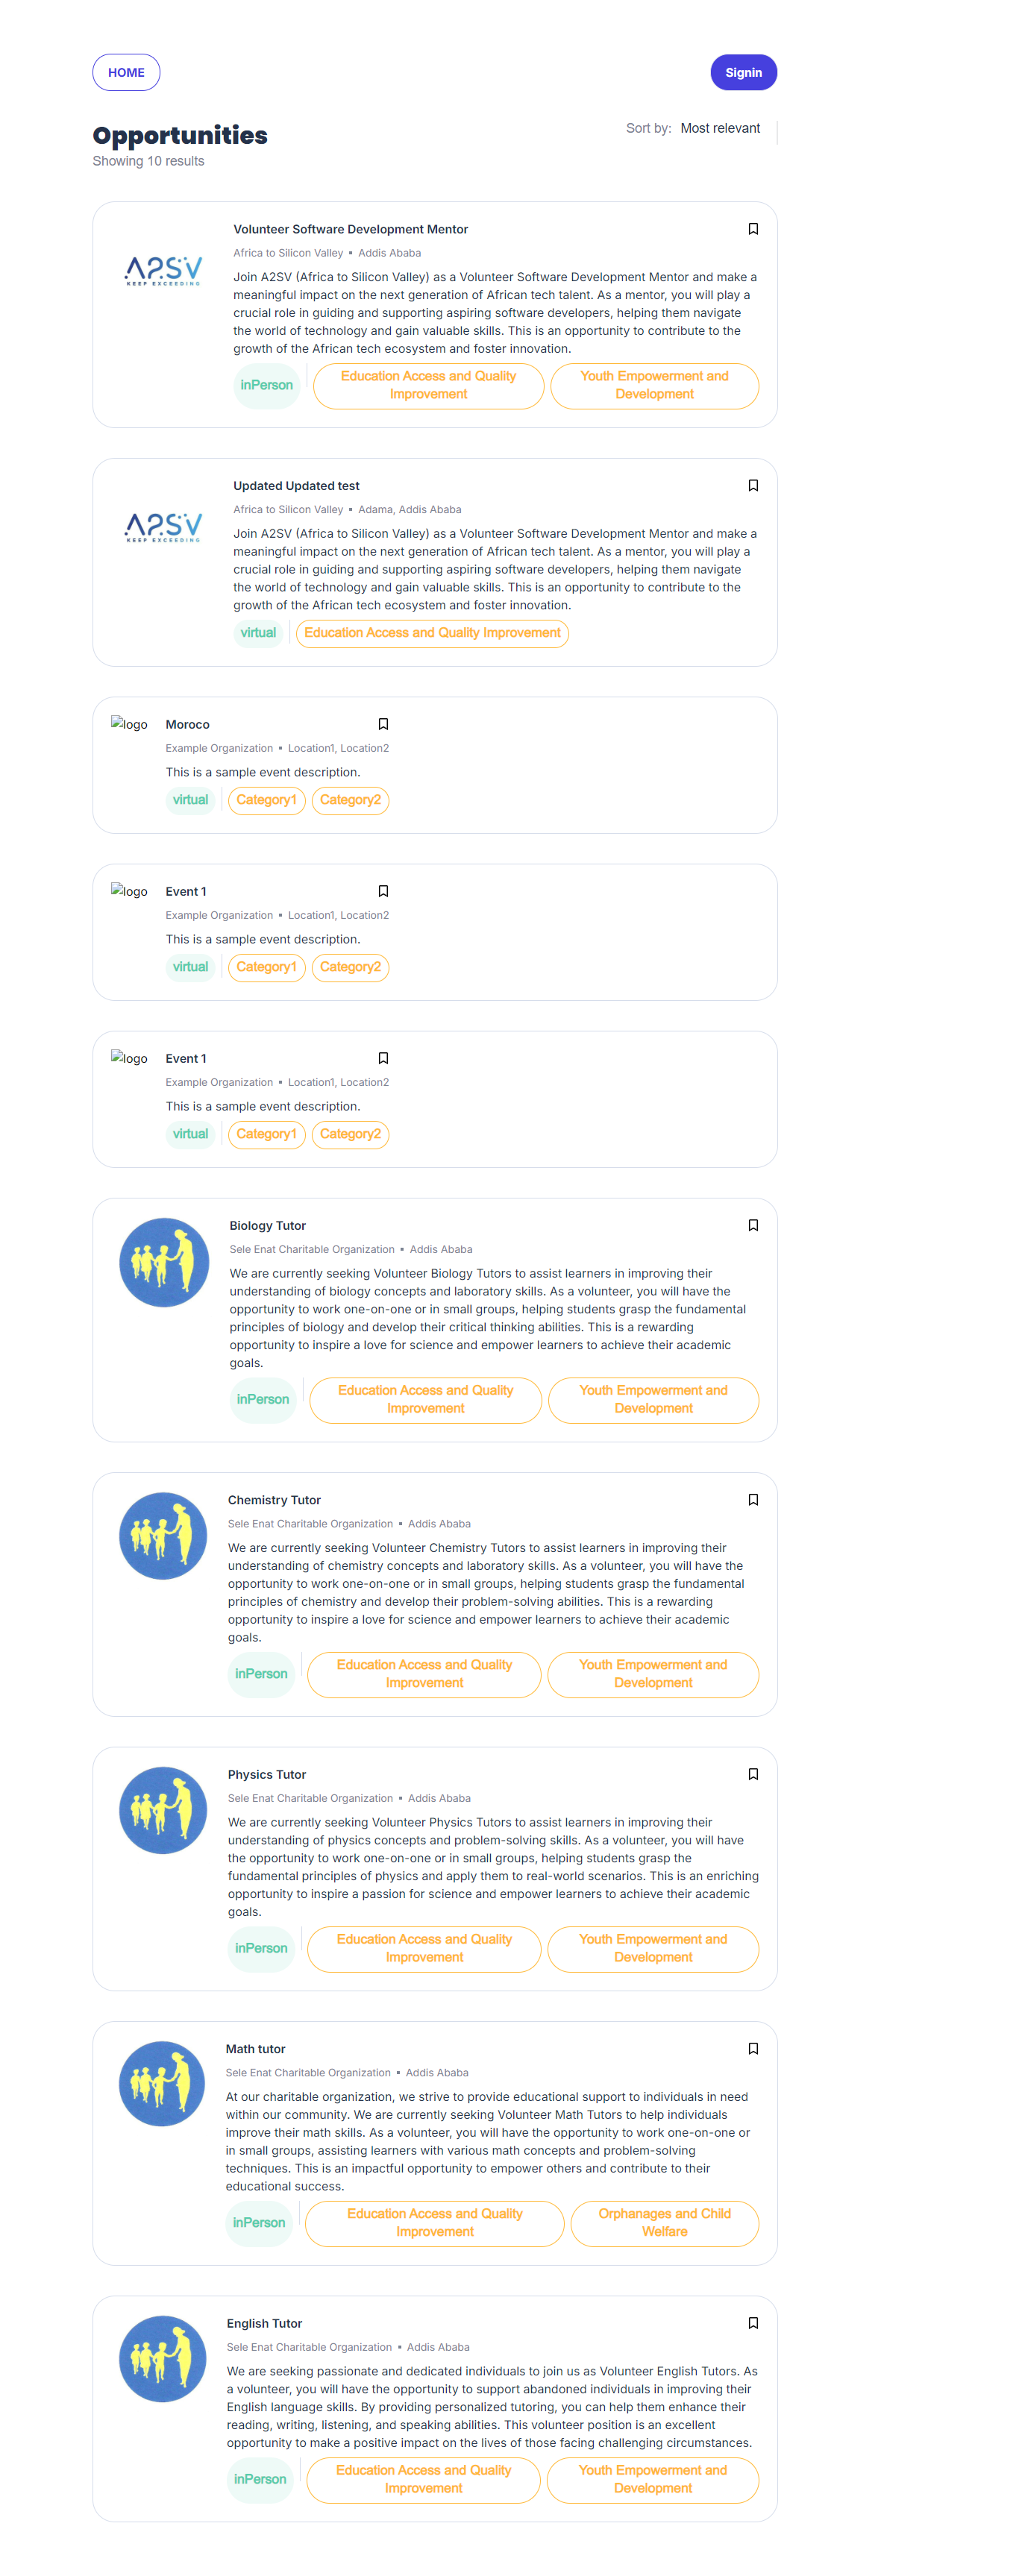 HOME
Signin
Opportunities
Sort by: Most relevant
Showing 10 results
Volunteer Software Development Mentor
Africa to Silicon Valley ▪ Addis Ababa
A2SV
KEEP EXCEEDING
Join A2SV (Africa to Silicon Valley) as a Volunteer Software Development Mentor and make a
meaningful impact on the next generation of African tech talent. As a mentor, you will play a
crucial role in guiding and supporting aspiring software developers, helping them navigate
the world of technology and gain valuable skills. This is an opportunity to contribute to the
growth of the African tech ecosystem and foster innovation.
inPerson
Education Access and Quality
Improvement
Youth Empowerment and
Development
Updated Updated test
Africa to Silicon Valley ▪ Adama, Addis Ababa
A2SV
KEEP EXCEEDING
Join A2SV (Africa to Silicon Valley) as a Volunteer Software Development Mentor and make a
meaningful impact on the next generation of African tech talent. As a mentor, you will play a
crucial role in guiding and supporting aspiring software developers, helping them navigate
the world of technology and gain valuable skills. This is an opportunity to contribute to the
growth of the African tech ecosystem and foster innovation.
virtual
Education Access and Quality Improvement
logo
Moroco
Example Organization ▪ Location1, Location2
This is a sample event description.
virtual
Category1
Category2
logo
Event 1
Example Organization ▪ Location1, Location2
This is a sample event description.
virtual
Category1
Category2
logo
Event 1
Example Organization ▪ Location1, Location2
This is a sample event description.
virtual
Category1
Category2
Biology Tutor
Sele Enat Charitable Organization ▪ Addis Ababa
We are currently seeking Volunteer Biology Tutors to assist learners in improving their
understanding of biology concepts and laboratory skills. As a volunteer, you will have the
opportunity to work one-on-one or in small groups, helping students grasp the fundamental
principles of biology and develop their critical thinking abilities. This is a rewarding
opportunity to inspire a love for science and empower learners to achieve their academic
goals.
inPerson
Education Access and Quality
Improvement
Youth Empowerment and
Development
Chemistry Tutor
Sele Enat Charitable Organization ▪ Addis Ababa
We are currently seeking Volunteer Chemistry Tutors to assist learners in improving their
understanding of chemistry concepts and laboratory skills. As a volunteer, you will have the
opportunity to work one-on-one or in small groups, helping students grasp the fundamental
principles of chemistry and develop their problem-solving abilities. This is a rewarding
opportunity to inspire a love for science and empower learners to achieve their academic
goals.
inPerson
Education Access and Quality
Improvement
Youth Empowerment and
Development
Physics Tutor
Sele Enat Charitable Organization ▪ Addis Ababa
We are currently seeking Volunteer Physics Tutors to assist learners in improving their
understanding of physics concepts and problem-solving skills. As a volunteer, you will have
the opportunity to work one-on-one or in small groups, helping students grasp the
fundamental principles of physics and apply them to real-world scenarios. This is an enriching
opportunity to inspire a passion for science and empower learners to achieve their academic
goals.
inPerson
Education Access and Quality
Improvement
Youth Empowerment and
Development
Math tutor
Sele Enat Charitable Organization ▪ Addis Ababa
At our charitable organization, we strive to provide educational support to individuals in need
within our community. We are currently seeking Volunteer Math Tutors to help individuals
improve their math skills. As a volunteer, you will have the opportunity to work one-on-one or
in small groups, assisting learners with various math concepts and problem-solving
techniques. This is an impactful opportunity to empower others and contribute to their
educational success.
inPerson
Education Access and Quality
Improvement
Orphanages and Child
Welfare
English Tutor
Sele Enat Charitable Organization ▪ Addis Ababa
We are seeking passionate and dedicated individuals to join us as Volunteer English Tutors. As
a volunteer, you will have the opportunity to support abandoned individuals in improving their
English language skills. By providing personalized tutoring, you can help them enhance their
reading, writing, listening, and speaking abilities. This volunteer position is an excellent
opportunity to make a positive impact on the lives of those facing challenging circumstances.
inPerson
Education Access and Quality
Improvement
Youth Empowerment and
Development